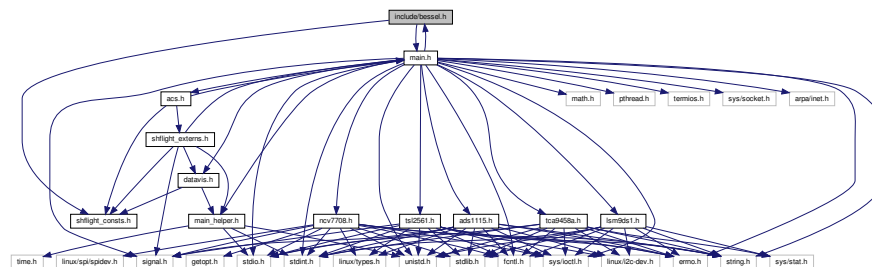 include/bessel.h
main.h
acs.h
math.h
pthread.h
termios.h
sys/socket.h
arpa/inet.h
shflight_externs.h
datavis.h
shflight_consts.h
main_helper.h
ncv7708.h
tsl2561.h
ads1115.h
tca9458a.h
lsm9ds1.h
time.h
linux/spi/spidev.h
signal.h
getopt.h
stdio.h
stdint.h
linux/types.h
unistd.h
stdlib.h
fcntl.h
sys/ioctl.h
linux/i2c-dev.h
errno.h
string.h
sys/stat.h